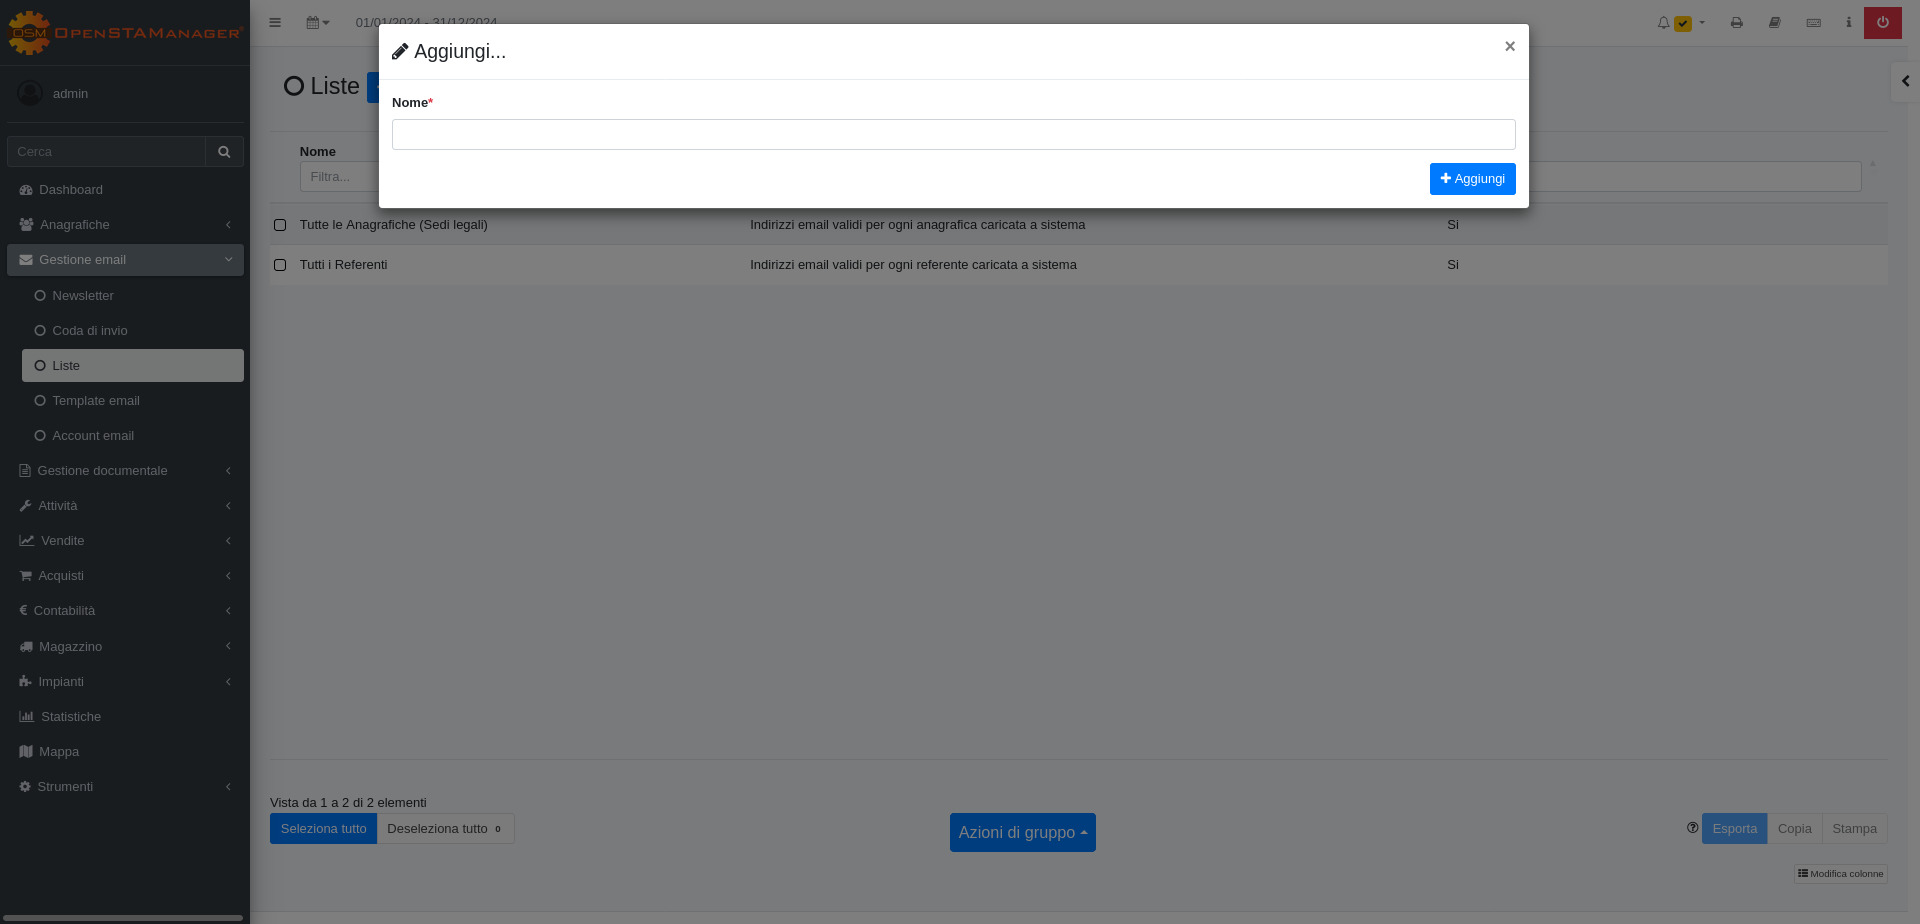 OSM OpenSTAManager
01/01/2024 - 31/12/2024
admin
Cerca
Dashboard
Anagrafiche
Gestione email
Newsletter
Coda di invio
Liste
Template email
Account email
Gestione documentale
Attività
Vendite
Acquisti
Contabilità
Magazzino
Impianti
Statistiche
Mappa
Strumenti
Aggiungi...
×
Nome*
Aggiungi
Liste
Nome
Filtra...
Tutte le Anagrafiche (Sedi legali) Indirizzi email validi per ogni anagrafica caricata a sistema Si
Tutti i Referenti Indirizzi email validi per ogni referente caricata a sistema Si
Vista da 1 a 2 di 2 elementi
Seleziona tutto Deseleziona tutto 0 Azioni di gruppo Esporta Copia Stampa
Modifica colonne